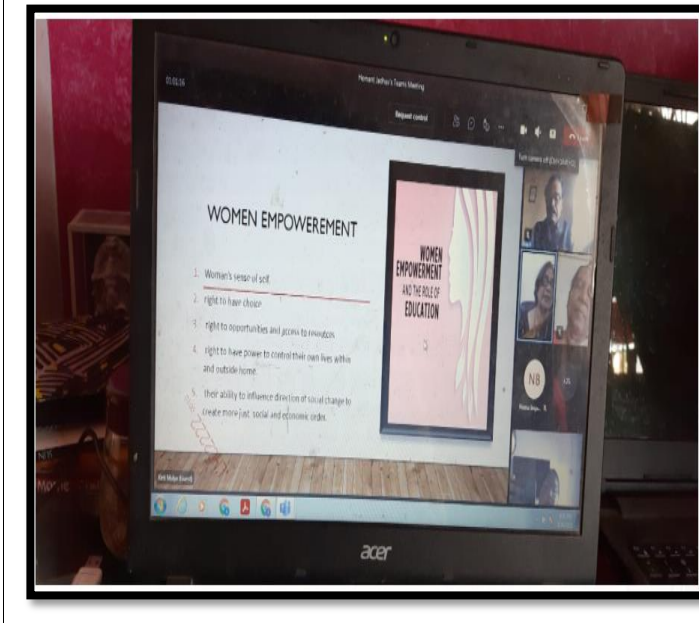 Hemant Jadhav's Teams Meeting
Request control
WOMEN EMPOWEREMENT
1. Woman's sense of self.
2. right to have choice
3. right to opportunities and access to resources
4. right to have power to control their own lives within
and outside home.
5. their ability to influence direction of social change to
create more just social and economic order.
WOMEN
EMPOWERMENT
AND THE ROLE OF
EDUCATION
NB
acer